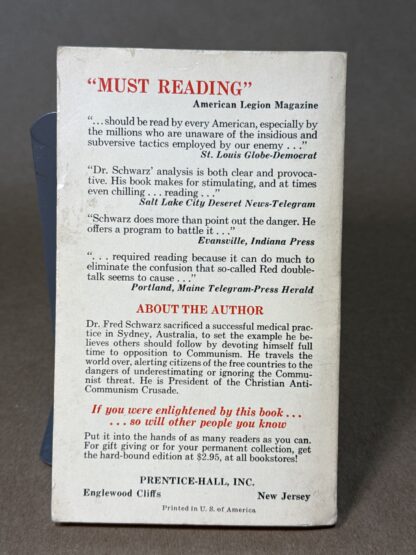 "MUST READING"
American Legion Magazine
"...should be read by every American, especially by
the millions who are unaware of the insidious and
subversive tactics employed by our enemy . . ."
St. Louis Globe-Democrat
"Dr. Schwarz' analysis is both clear and provoca-
tive. His book makes for stimulating, and at times
even chilling . . . reading . . ."
Salt Lake City Deseret News-Telegram
"Schwarz does more than point out the danger. He
offers a program to battle it . . ."
Evansville, Indiana Press
". . . required reading because it can do much to
eliminate the confusion that so-called Red double-
talk seems to cause . . ."
Portland, Maine Telegram-Press Herald
ABOUT THE AUTHOR
Dr. Fred Schwarz sacrificed a successful medical prac-
tice in Sydney, Australia, to set the example he be-
lieves others should follow by devoting himself full
time to opposition to Communism. He travels the
world over, alerting citizens of the free countries to the
dangers of underestimating or ignoring the Commu-
nist threat. He is President of the Christian Anti-
Communism Crusade.
If you were enlightened by this book . . .
. . . so will other people you know
Put it into the hands of as many readers as you can.
For gift giving or for your permanent collection, get
the hard-bound edition at $2.95, at all bookstores!
PRENTICE-HALL, INC.
Englewood Cliffs New Jersey
Printed in U. S. of America